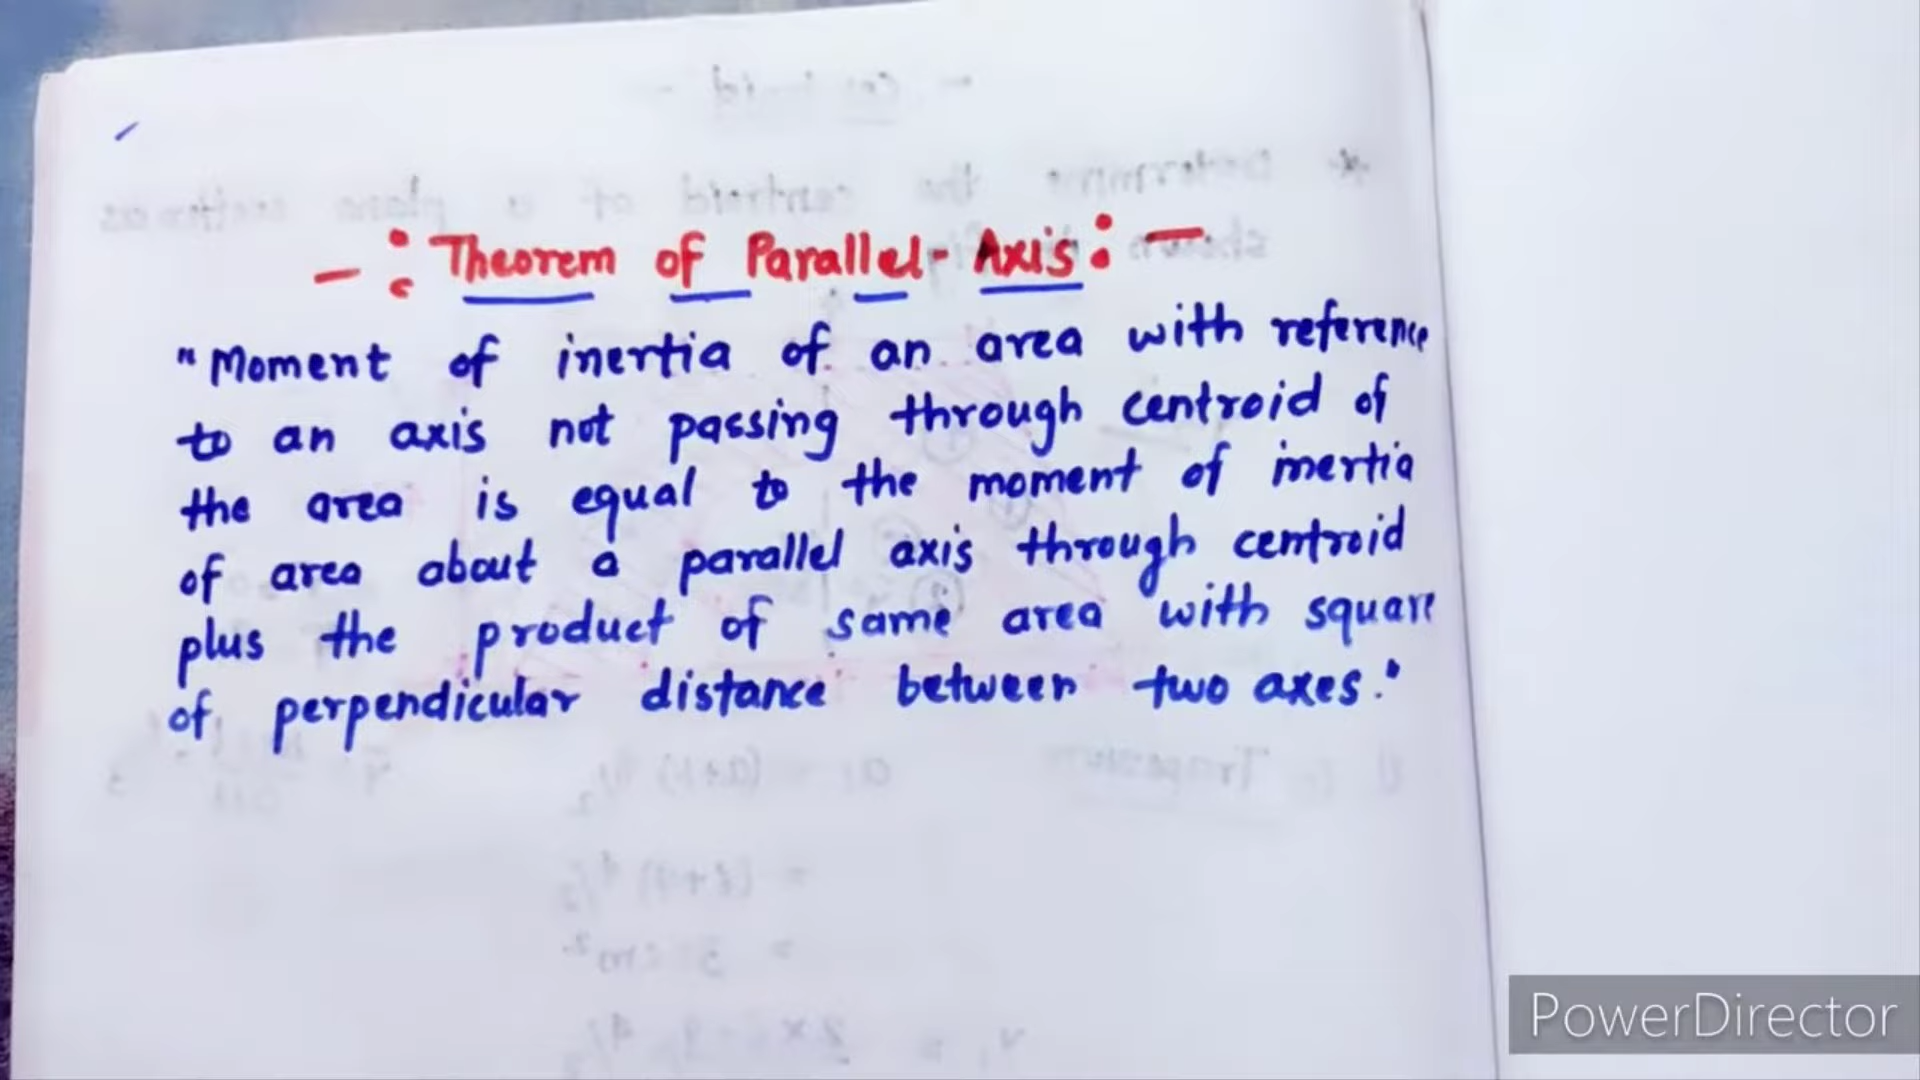 -: Theorem of Parallel-Axis :-
"Moment of inertia of an area with reference
to an axis not passing through centroid of
the area is equal to the moment of inertia
of area about a parallel axis through centroid
plus the product of same area with square
of perpendicular distance between two axes."
PowerDirector